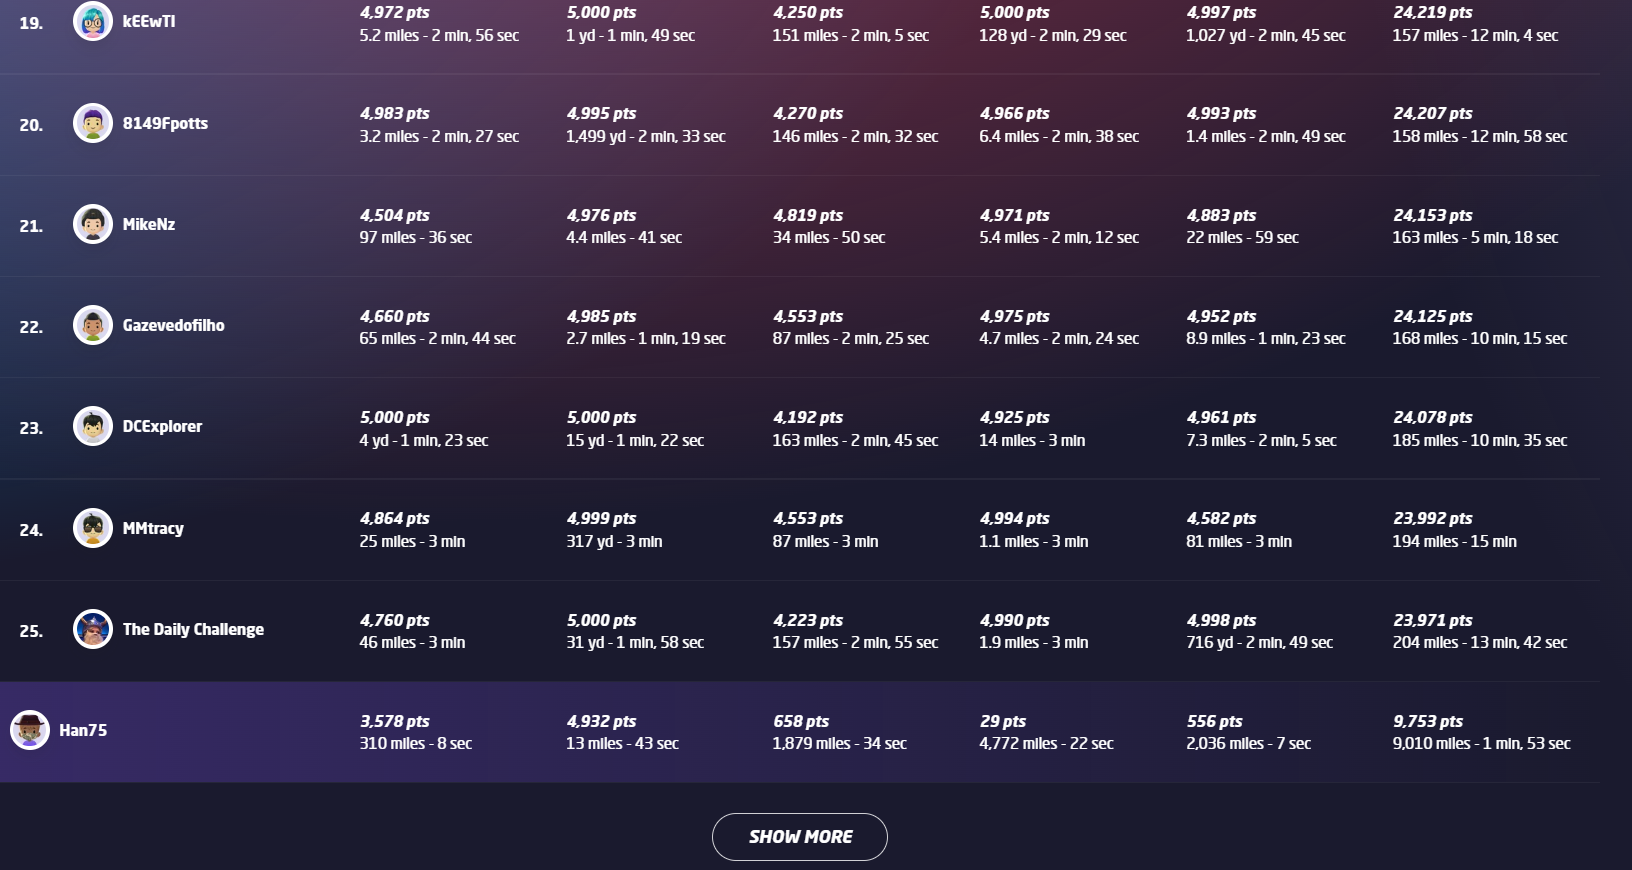 19. kEEwTI 4,972 pts 5,000 pts 4,250 pts 5,000 pts 4,997 pts 24,219 pts
5.2 miles - 2 min, 56 sec 1 yd - 1 min, 49 sec 151 miles - 2 min, 5 sec 128 yd - 2 min, 29 sec 1,027 yd - 2 min, 45 sec 157 miles - 12 min, 4 sec
20. 8149Fpotts 4,983 pts 4,995 pts 4,270 pts 4,966 pts 4,993 pts 24,207 pts
3.2 miles - 2 min, 27 sec 1,499 yd - 2 min, 33 sec 146 miles - 2 min, 32 sec 6.4 miles - 2 min, 38 sec 1.4 miles - 2 min, 49 sec 158 miles - 12 min, 58 sec
21. MikeNz 4,504 pts 4,976 pts 4,819 pts 4,971 pts 4,883 pts 24,153 pts
97 miles - 36 sec 4.4 miles - 41 sec 34 miles - 50 sec 5.4 miles - 2 min, 12 sec 22 miles - 59 sec 163 miles - 5 min, 18 sec
22. Gazevedofilho 4,660 pts 4,985 pts 4,553 pts 4,975 pts 4,952 pts 24,125 pts
65 miles - 2 min, 44 sec 2.7 miles - 1 min, 19 sec 87 miles - 2 min, 25 sec 4.7 miles - 2 min, 24 sec 8.9 miles - 1 min, 23 sec 168 miles - 10 min, 15 sec
23. DCExplorer 5,000 pts 5,000 pts 4,192 pts 4,925 pts 4,961 pts 24,078 pts
4 yd - 1 min, 23 sec 15 yd - 1 min, 22 sec 163 miles - 2 min, 45 sec 14 miles - 3 min 7.3 miles - 2 min, 5 sec 185 miles - 10 min, 35 sec
24. MMtracy 4,864 pts 4,999 pts 4,553 pts 4,994 pts 4,582 pts 23,992 pts
25 miles - 3 min 317 yd - 3 min 87 miles - 3 min 1.1 miles - 3 min 81 miles - 3 min 194 miles - 15 min
25. The Daily Challenge 4,760 pts 5,000 pts 4,223 pts 4,990 pts 4,998 pts 23,971 pts
46 miles - 3 min 31 yd - 1 min, 58 sec 157 miles - 2 min, 55 sec 1.9 miles - 3 min 716 yd - 2 min, 49 sec 204 miles - 13 min, 42 sec
Han75 3,578 pts 4,932 pts 658 pts 29 pts 556 pts 9,753 pts
310 miles - 8 sec 13 miles - 43 sec 1,879 miles - 34 sec 4,772 miles - 22 sec 2,036 miles - 7 sec 9,010 miles - 1 min, 53 sec
SHOW MORE